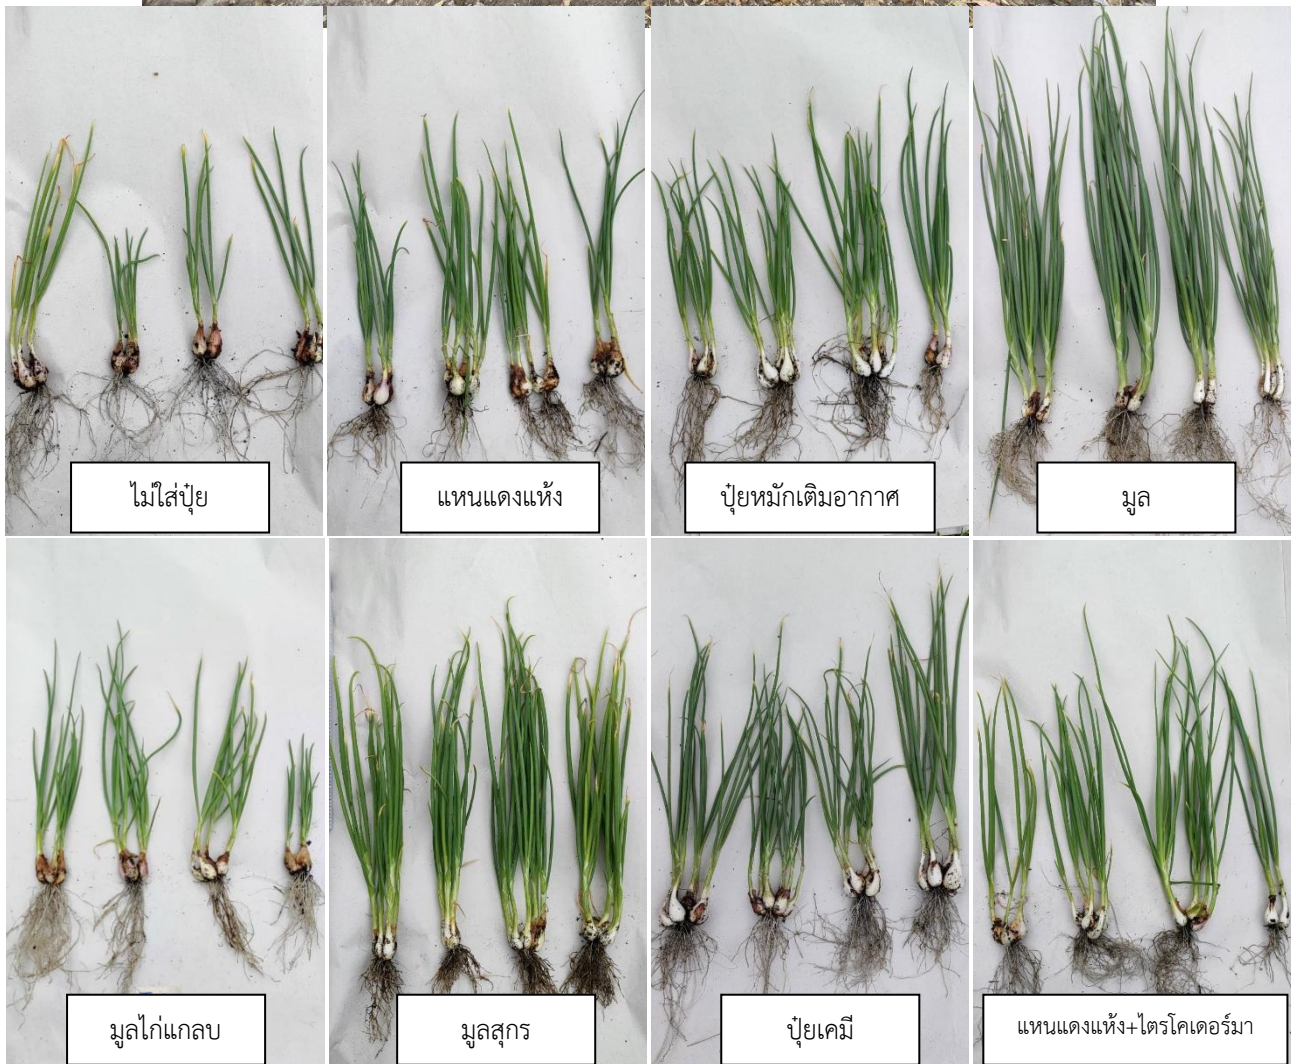 ไม่ใส่ปุ๋ย
แหนแดงแห้ง
ปุ๋ยหมักเติมอากาศ
มูล
มูลไก่แกลบ
มูลสุกร
ปุ๋ยเคมี
แหนแดงแห้ง+ไตรโคเดอร์มา